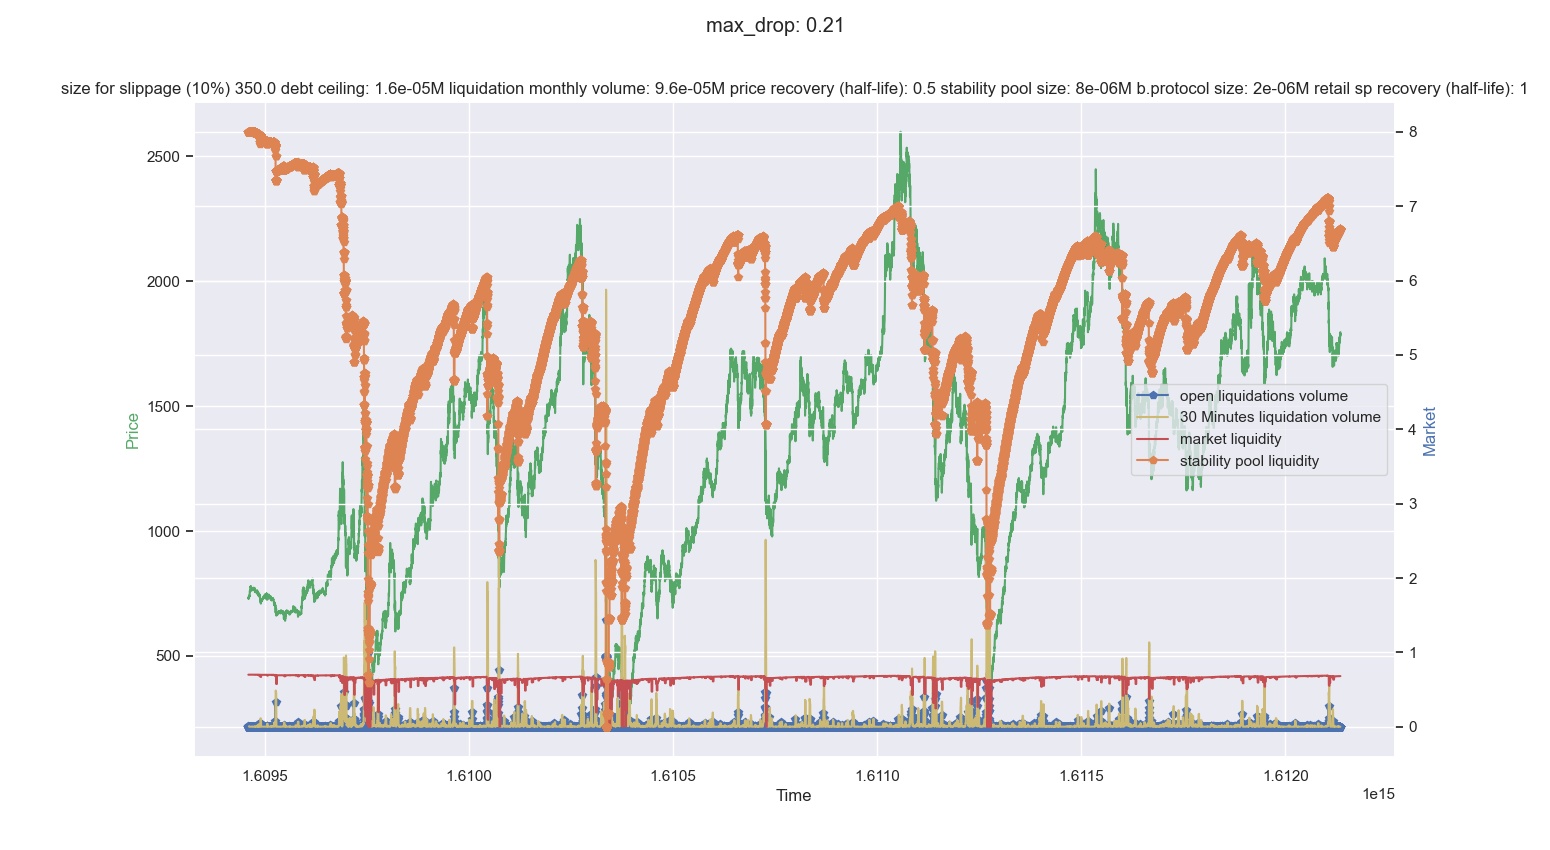 max_drop: 0.21
size for slippage (10%) 350.0 debt ceiling: 1.6e-05M liquidation monthly volume: 9.6e-05M price recovery (half-life): 0.5 stability pool size: 8e-06M b.protocol size: 2e-06M retail sp recovery (half-life): 1
2500
2000
1500
1000
500
Price
8
7
6
5
4
3
2
1
0
Market
open liquidations volume
30 Minutes liquidation volume
market liquidity
stability pool liquidity
1.6095 1.6100 1.6105 1.6110 1.6115 1.6120
Time
1e15